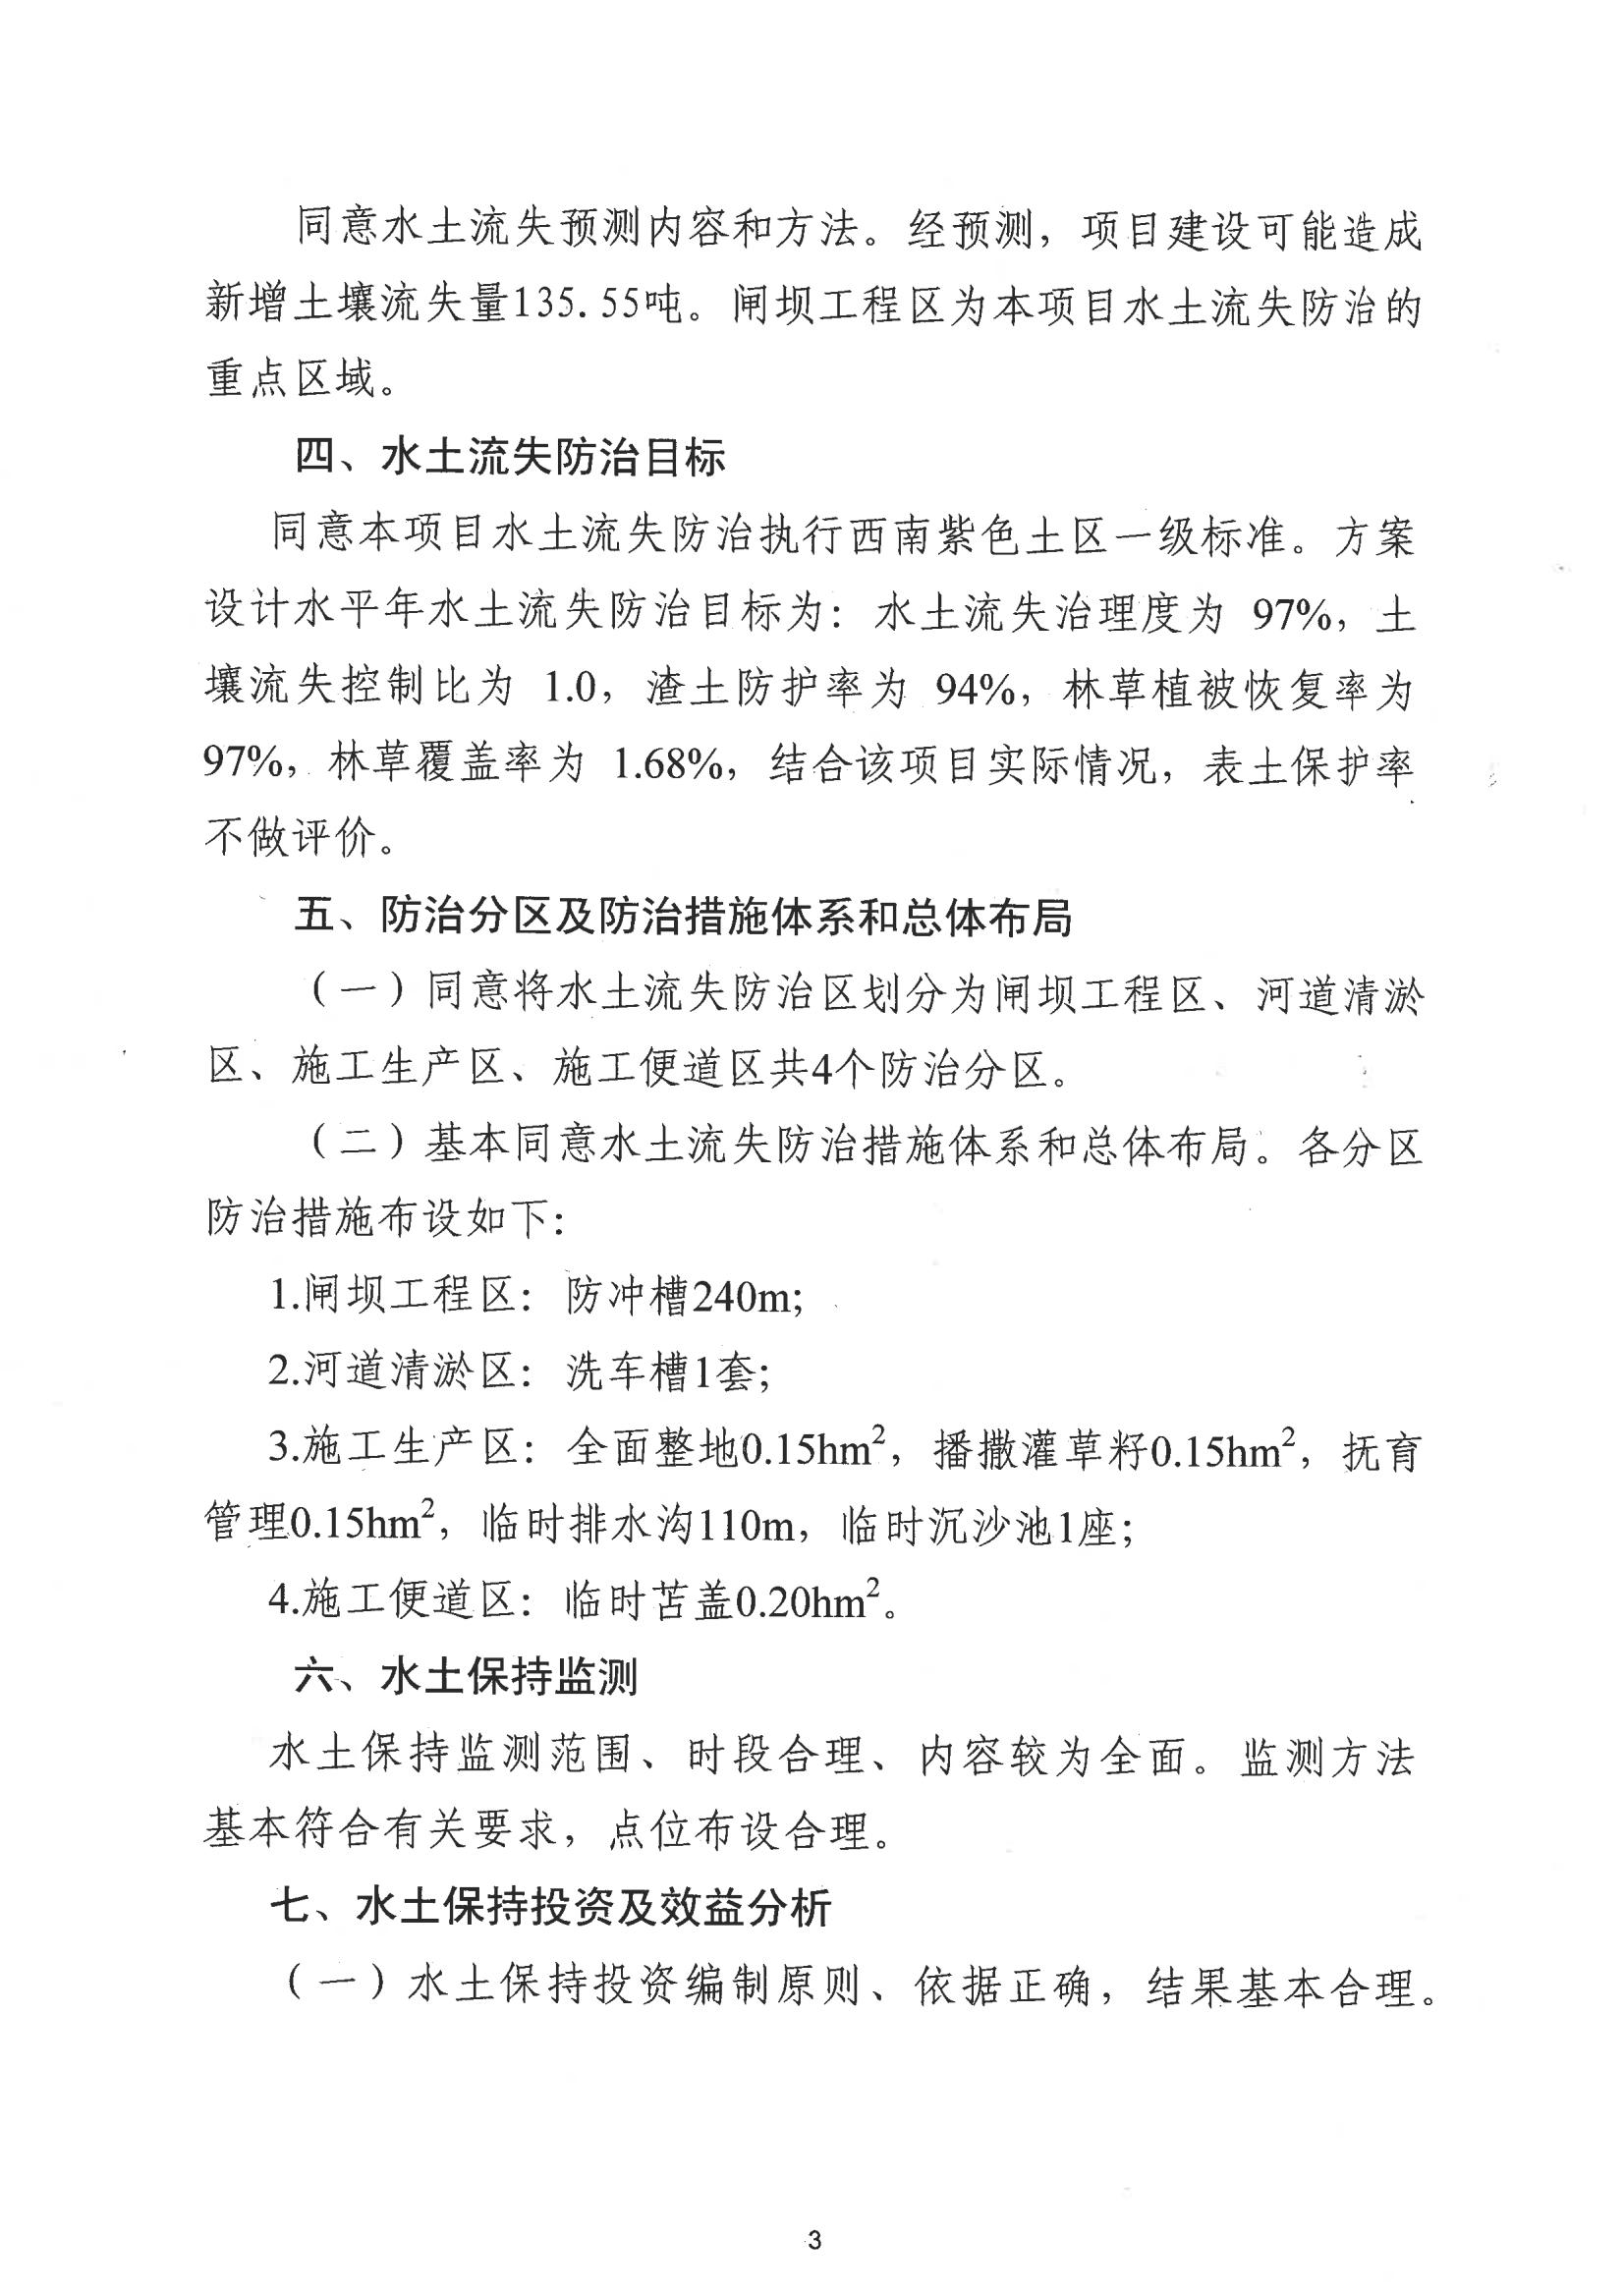 同意水土流失预测内容和方法。经预测，项目建设可能造成
新增土壤流失量135.55吨。闸坝工程区为本项目水土流失防治的
重点区域。
四、水土流失防治目标
同意本项目水土流失防治执行西南紫色土区一级标准。方案
设计水平年水土流失防治目标为：水土流失治理度为 97%，土
壤流失控制比为 1.0，渣土防护率为 94%，林草植被恢复率为
97%，林草覆盖率为 1.68%，结合该项目实际情况，表土保护率
不做评价。
五、防治分区及防治措施体系和总体布局
（一）同意将水土流失防治区划分为闸坝工程区、河道清淤
区、施工生产区、施工便道区共4个防治分区。
（二）基本同意水土流失防治措施体系和总体布局。各分区
防治措施布设如下：
1.闸坝工程区：防冲槽240m;
2.河道清淤区：洗车槽1套;
3.施工生产区：全面整地0.15hm²，播撒灌草籽0.15hm²，抚育
管理0.15hm²，临时排水沟110m，临时沉沙池1座;
4.施工便道区：临时苫盖0.20hm²。
六、水土保持监测
水土保持监测范围、时段合理、内容较为全面。监测方法
基本符合有关要求，点位布设合理。
七、水土保持投资及效益分析
（一）水土保持投资编制原则、依据正确，结果基本合理。
3